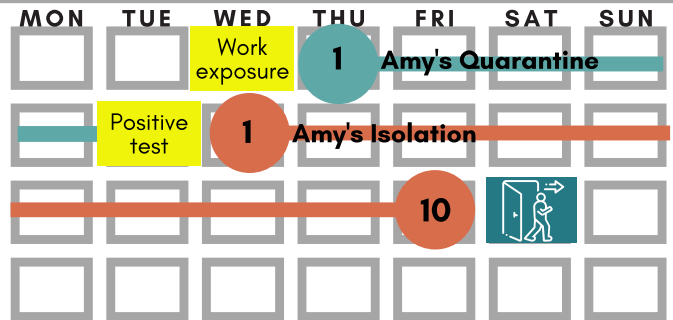 MON TUE WED THU FRI SAT SUN
Work
exposure
1
Amy's Quarantine
Positive
test
1
Amy's Isolation
10